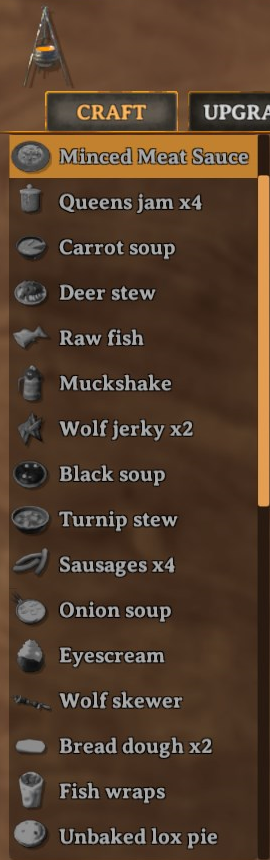 CRAFT
UPGRA
Minced Meat Sauce
Queens jam x4
Carrot soup
Deer stew
Raw fish
Muckshake
Wolf jerky x2
Black soup
Turnip stew
Sausages x4
Onion soup
Eyescream
Wolf skewer
Bread dough x2
Fish wraps
Unbaked lox pie